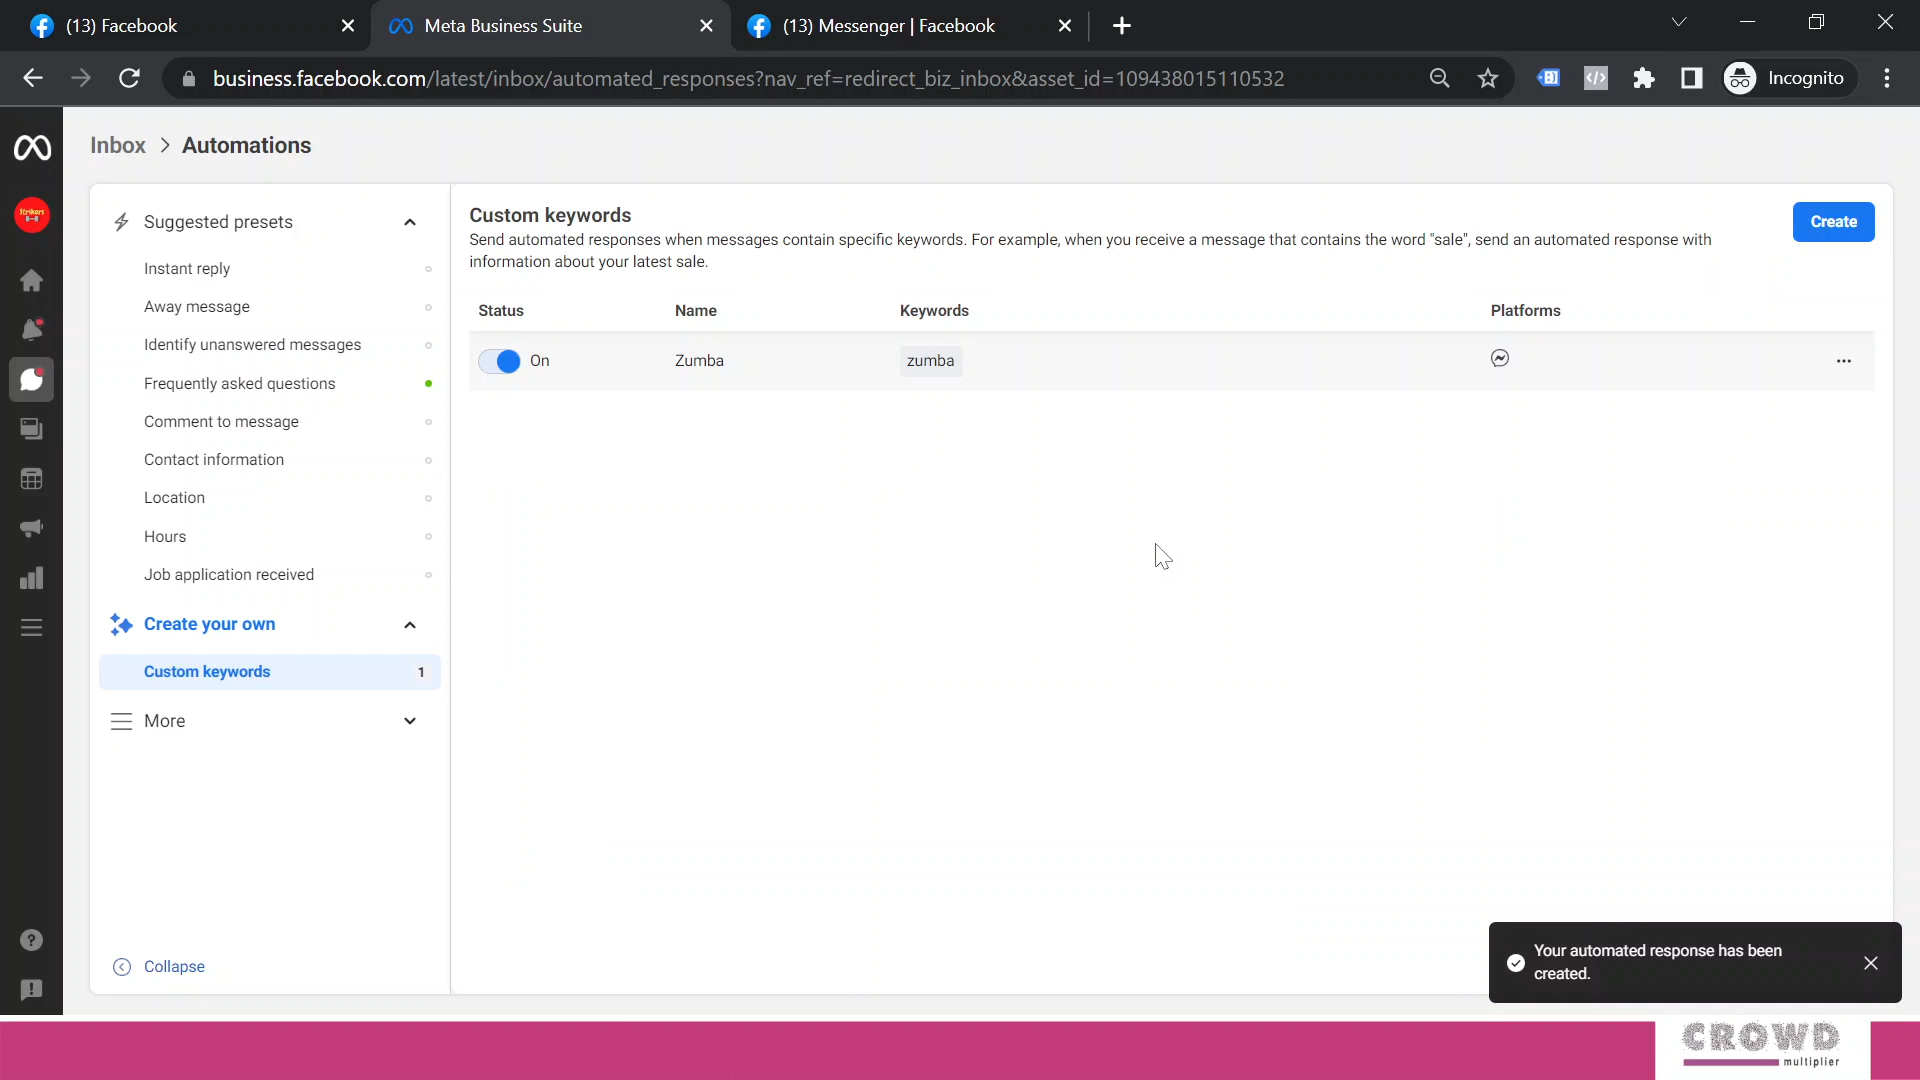 (13) Facebook
Meta Business Suite
(13) Messenger | Facebook
business.facebook.com/latest/inbox/automated_responses?nav_ref=redirect_biz_inbox&asset_id=109438015110532
Incognito
Inbox > Automations
Strikers
Suggested presets
Instant reply
Away message
Identify unanswered messages
Frequently asked questions
Comment to message
Contact information
Location
Hours
Job application received
Create your own
Custom keywords 1
More
Collapse
Custom keywords
Create
Send automated responses when messages contain specific keywords. For example, when you receive a message that contains the word "sale", send an automated response with
information about your latest sale.
Status Name Keywords Platforms
On Zumba zumba
Your automated response has been
created.
CROWD
multiplier